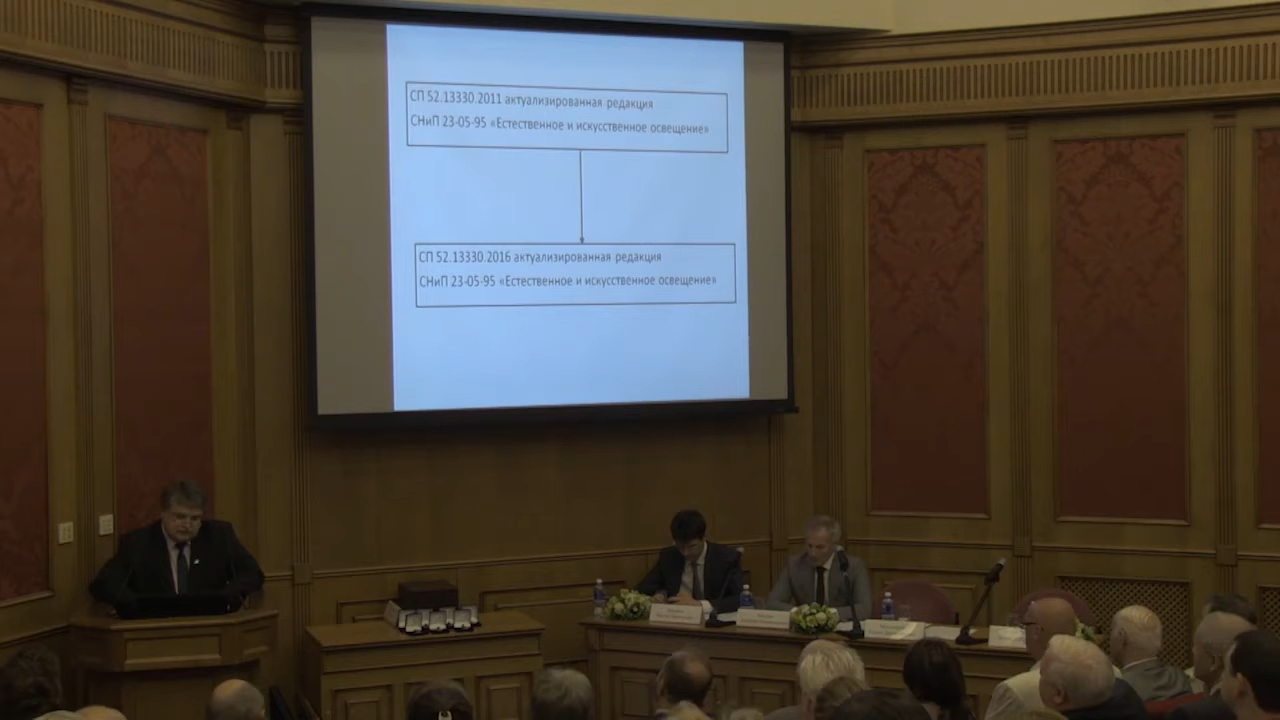 СП 52.13330.2011 актуализированная редакция
СНиП 23-05-95 «Естественное и искусственное освещение»
СП 52.13330.2016 актуализированная редакция
СНиП 23-05-95 «Естественное и искусственное освещение»